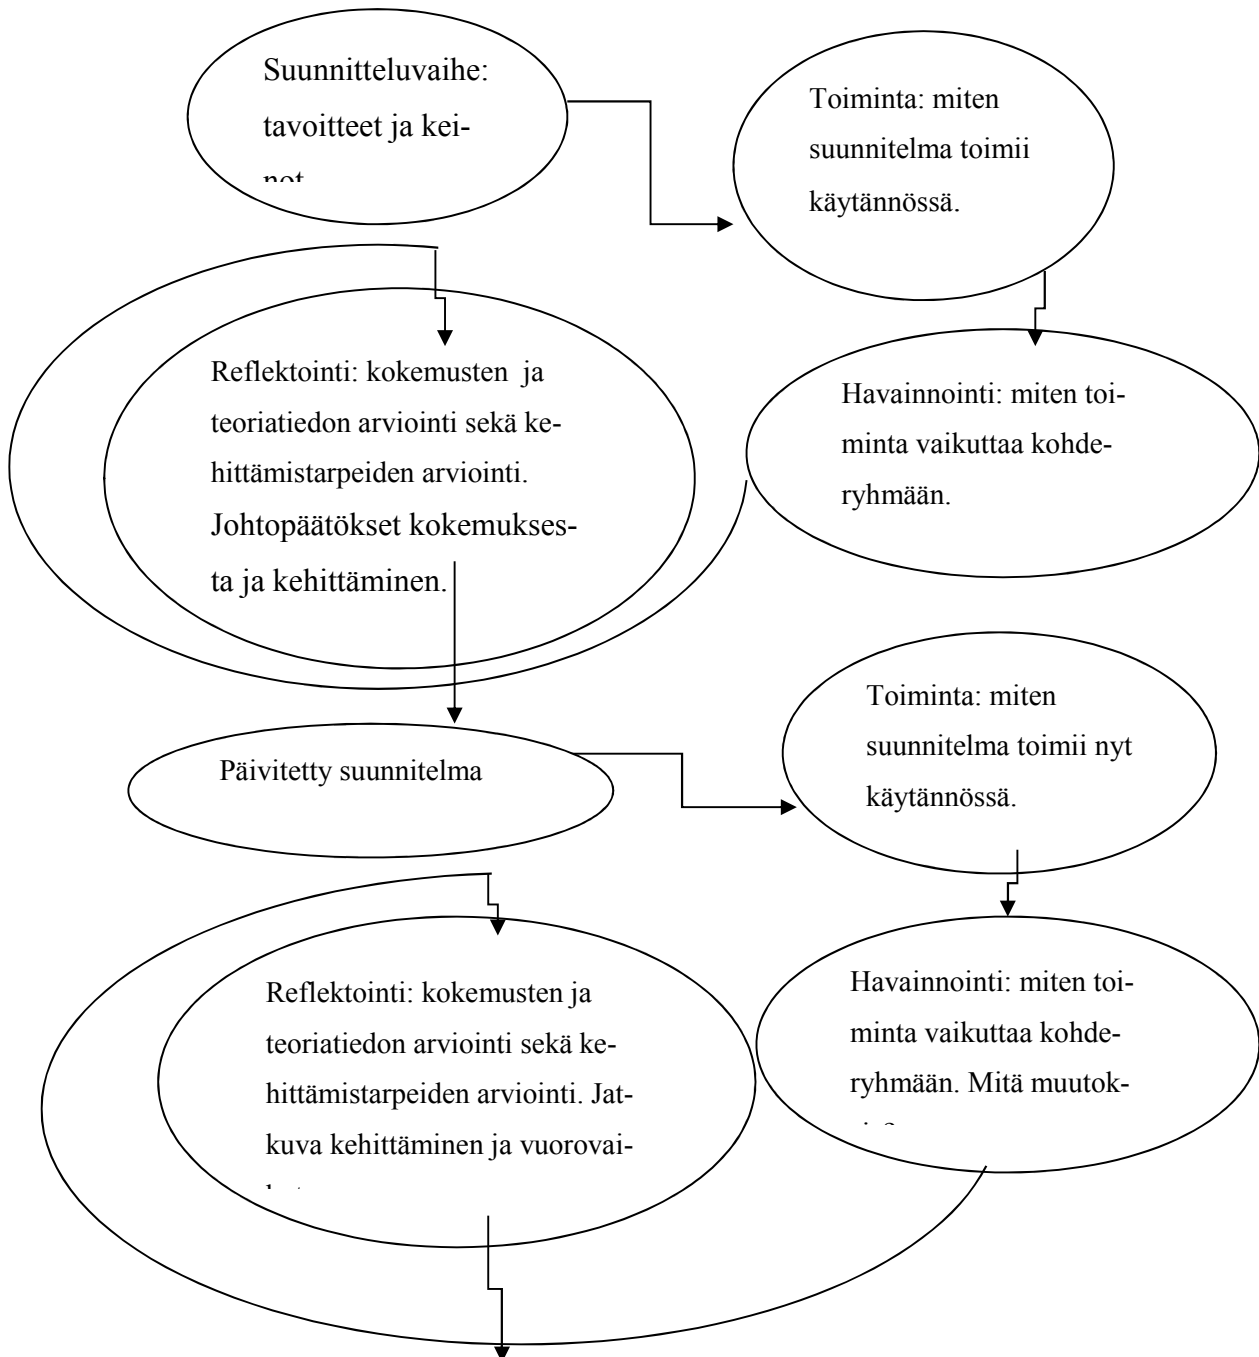 Suunnitteluvaihe:
tavoitteet ja kei-
not
Toiminta: miten
suunnitelma toimii
käytännössä.
Reflektointi: kokemusten ja
teoriatiedon arviointi sekä ke-
hittämistarpeiden arviointi.
Johtopäätökset kokemukses-
ta ja kehittäminen.
Havainnointi: miten toi-
minta vaikuttaa kohde-
ryhmään.
Päivitetty suunnitelma
Toiminta: miten
suunnitelma toimii nyt
käytännössä.
Reflektointi: kokemusten ja
teoriatiedon arviointi sekä ke-
hittämistarpeiden arviointi. Jat-
kuva kehittäminen ja vuorovai-
Havainnointi: miten toi-
minta vaikuttaa kohde-
ryhmään. Mitä muutok-